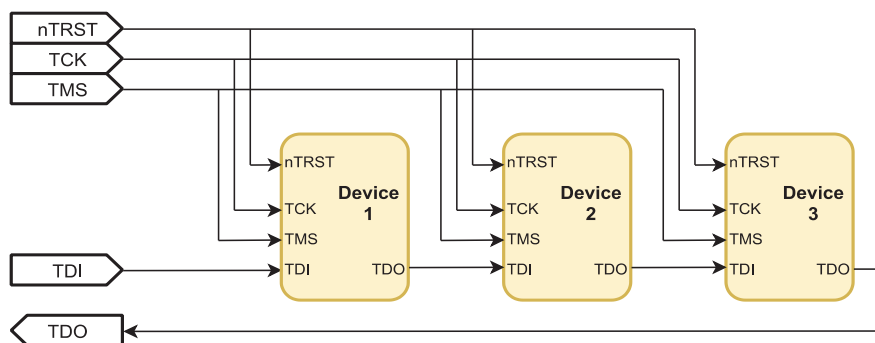 nTRST
TCK
TMS
nTRST
Device
1
TCK
TMS
TDI
TDO
nTRST
Device
2
TCK
TMS
TDI
TDO
nTRST
Device
3
TCK
TMS
TDI
TDO
TDI
TDO